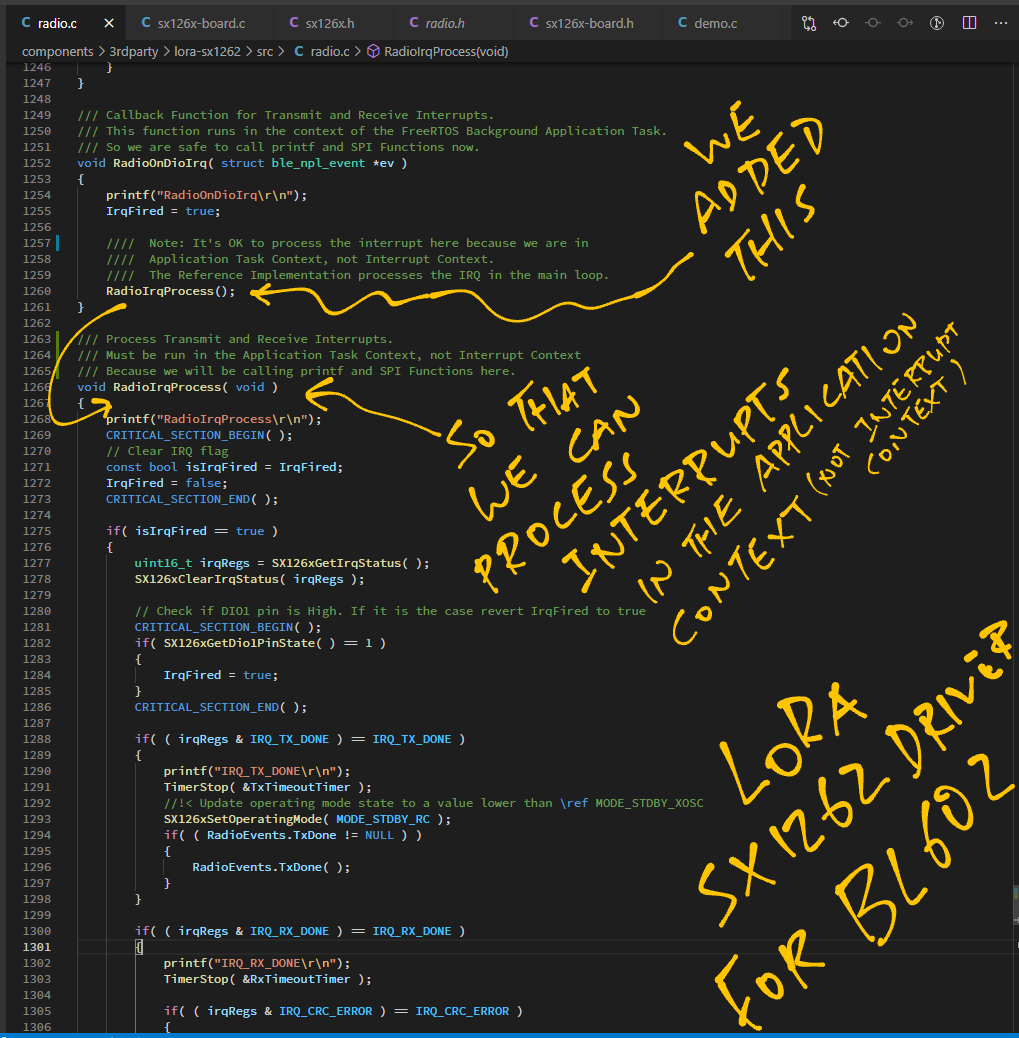 radio.c
sx126x-board.c
sx126x.h
radio.h
sx126x-board.h
demo.c
components > 3rdparty > lora-sx1262 > src > C radio.c > RadioIrqProcess(void)
1246 }
1247 }
1248
1249 /// Callback Function for Transmit and Receive Interrupts.
1250 /// This function runs in the context of the FreeRTOS Background Application Task.
1251 /// So we are safe to call printf and SPI Functions now.
1252 void RadioOnDioIrq( struct ble_npl_event *ev )
1253 {
1254 printf("RadioOnDioIrq\r\n");
1255 IrqFired = true;
1256
1257 //// Note: It's OK to process the interrupt here because we are in
1258 //// Application Task Context, not Interrupt Context.
1259 //// The Reference Implementation processes the IRQ in the main loop.
1260 RadioIrqProcess();
1261 }
1262
1263 /// Process Transmit and Receive Interrupts.
1264 /// Must be run in the Application Task Context, not Interrupt Context
1265 /// Because we will be calling printf and SPI Functions here.
1266 void RadioIrqProcess( void )
1267 {
1268 printf("RadioIrqProcess\r\n");
1269 CRITICAL_SECTION_BEGIN( );
1270 // Clear IRQ flag
1271 const bool isIrqFired = IrqFired;
1272 IrqFired = false;
1273 CRITICAL_SECTION_END( );
1274
1275 if( isIrqFired == true )
1276 {
1277 uint16_t irqRegs = SX126xGetIrqStatus( );
1278 SX126xClearIrqStatus( irqRegs );
1279
1280 // Check if DIO1 pin is High. If it is the case revert IrqFired to true
1281 CRITICAL_SECTION_BEGIN( );
1282 if( SX126xGetDio1PinState( ) == 1 )
1283 {
1284 IrqFired = true;
1285 }
1286 CRITICAL_SECTION_END( );
1287
1288 if( ( irqRegs & IRQ_TX_DONE ) == IRQ_TX_DONE )
1289 {
1290 printf("IRQ_TX_DONE\r\n");
1291 TimerStop( &TxTimeoutTimer );
1292 //!< Update operating mode state to a value lower than \ref MODE_STDBY_XOSC
1293 SX126xSetOperatingMode( MODE_STDBY_RC );
1294 if( ( RadioEvents.TxDone != NULL ) )
1295 {
1296 RadioEvents.TxDone( );
1297 }
1298 }
1299
1300 if( ( irqRegs & IRQ_RX_DONE ) == IRQ_RX_DONE )
1301 {
1302 printf("IRQ_RX_DONE\r\n");
1303 TimerStop( &RxTimeoutTimer );
1304
1305 if( ( irqRegs & IRQ_CRC_ERROR ) == IRQ_CRC_ERROR )
1306 {
WE
ADDED
THIS
SO THAT
WE CAN
PROCESS
INTERRUPTS
IN THE APPLICATION
CONTEXT (NOT INTERRUPT
CONTEXT)
LORA
SX1262 DRIVER
FOR BL602